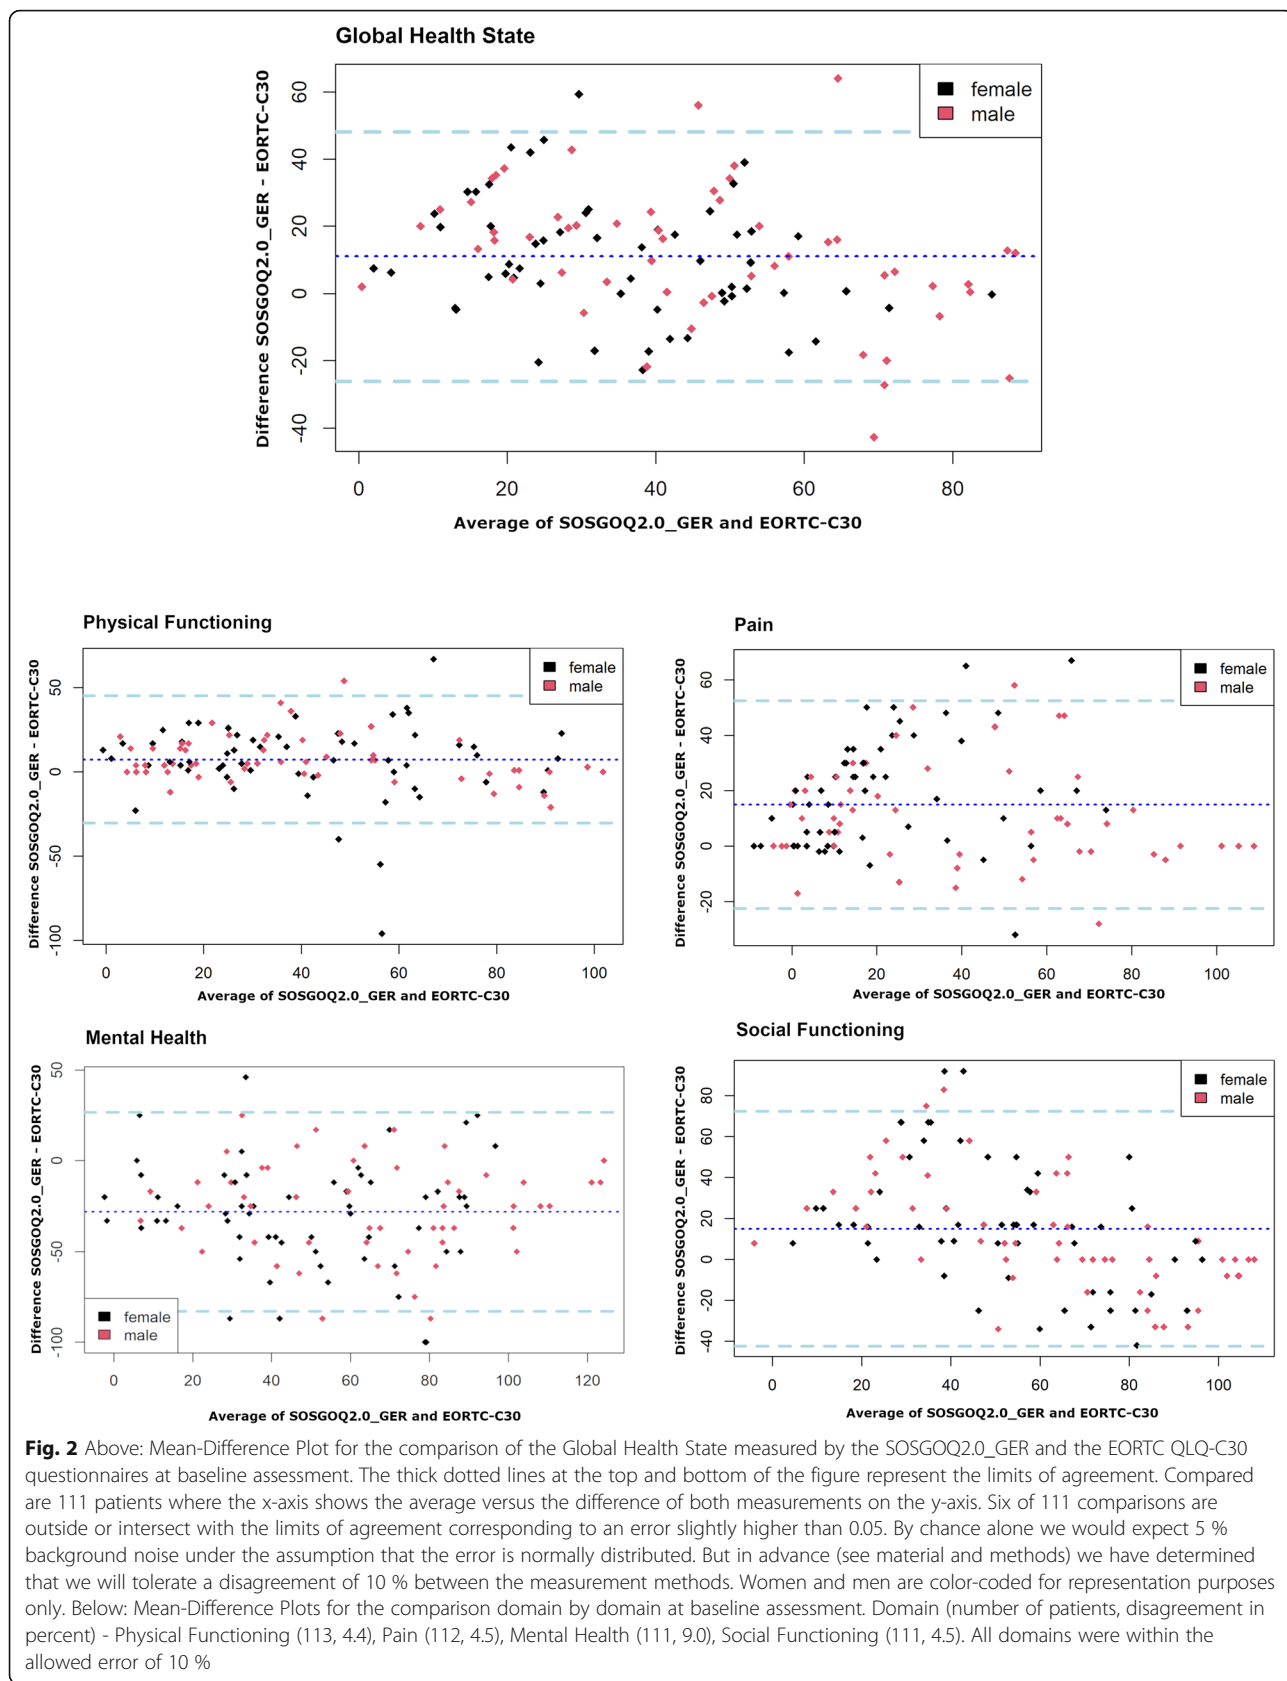 Global Health State
Difference SOSGOQ2.0_GER - EORTC-C30
60
40
20
0
-20
-40
female
male
0 20 40 60 80
Average of SOSGOQ2.0_GER and EORTC-C30
Physical Functioning
Difference SOSGOQ2.0_GER - EORTC-C30
50
0
-50
-100
female
male
0 20 40 60 80 100
Average of SOSGOQ2.0_GER and EORTC-C30
Pain
Difference SOSGOQ2.0_GER - EORTC-C30
60
40
20
0
-20
female
male
0 20 40 60 80 100
Average of SOSGOQ2.0_GER and EORTC-C30
Mental Health
Difference SOSGOQ2.0_GER - EORTC-C30
50
0
-50
-100
female
male
0 20 40 60 80 100 120
Average of SOSGOQ2.0_GER and EORTC-C30
Social Functioning
Difference SOSGOQ2.0_GER - EORTC-C30
80
60
40
20
0
-20
-40
female
male
0 20 40 60 80 100
Average of SOSGOQ2.0_GER and EORTC-C30
Fig. 2 Above: Mean-Difference Plot for the comparison of the Global Health State measured by the SOSGOQ2.0_GER and the EORTC QLQ-C30
questionnaires at baseline assessment. The thick dotted lines at the top and bottom of the figure represent the limits of agreement. Compared
are 111 patients where the x-axis shows the average versus the difference of both measurements on the y-axis. Six of 111 comparisons are
outside or intersect with the limits of agreement corresponding to an error slightly higher than 0.05. By chance alone we would expect 5 %
background noise under the assumption that the error is normally distributed. But in advance (see material and methods) we have determined
that we will tolerate a disagreement of 10 % between the measurement methods. Women and men are color-coded for representation purposes
only. Below: Mean-Difference Plots for the comparison domain by domain at baseline assessment. Domain (number of patients, disagreement in
percent) - Physical Functioning (113, 4.4), Pain (112, 4.5), Mental Health (111, 9.0), Social Functioning (111, 4.5). All domains were within the
allowed error of 10 %